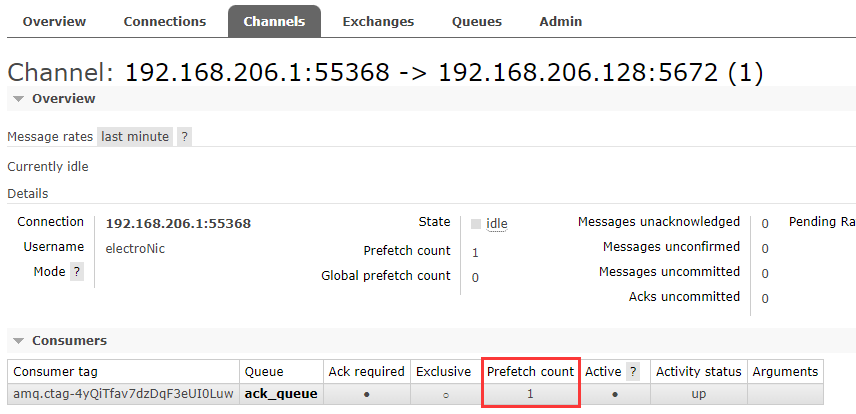 Overview Connections Channels Exchanges Queues Admin
Channel: 192.168.206.1:55368 -> 192.168.206.128:5672 (1)
Overview
Message rates last minute ?
Currently idle
Details
Connection 192.168.206.1:55368 State idle Messages unacknowledged 0 Pending Ra
Username electroNic Prefetch count 1 Messages unconfirmed 0
Mode ? Global prefetch count 0 Messages uncommitted 0
Acks uncommitted 0
Consumers
Consumer tag Queue Ack required Exclusive Prefetch count Active ? Activity status Arguments
amq.ctag-4yQiTfav7dzDqF3eUI0Luw ack_queue ● ○ 1 ● up